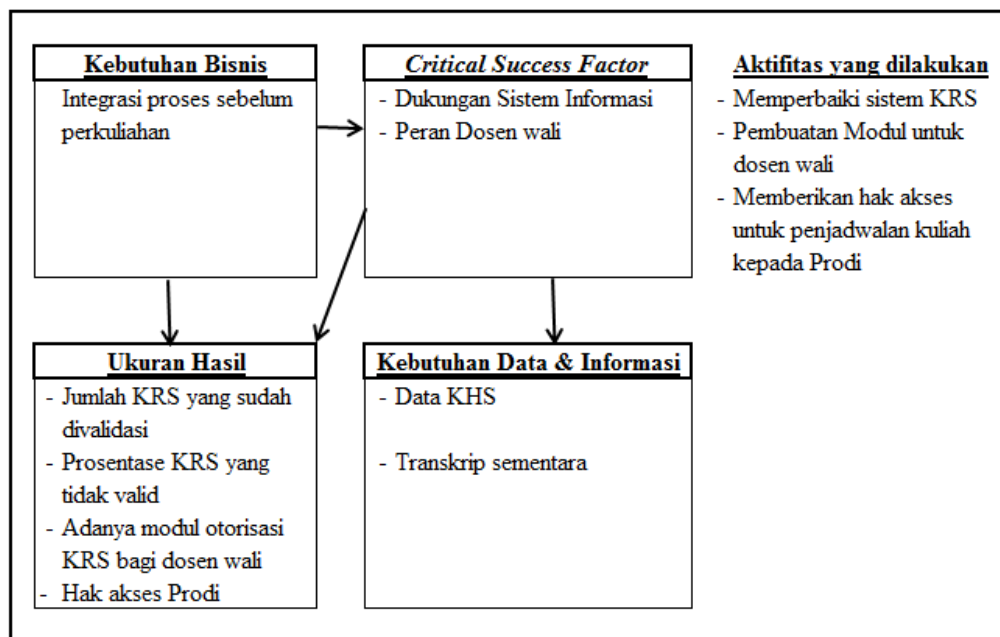 Kebutuhan Bisnis
Integrasi proses sebelum
perkuliahan
Critical Success Factor
- Dukungan Sistem Informasi
- Peran Dosen wali
Aktifitas yang dilakukan
- Memperbaiki sistem KRS
- Pembuatan Modul untuk
dosen wali
- Memberikan hak akses
untuk penjadwalan kuliah
kepada Prodi
Ukuran Hasil
- Jumlah KRS yang sudah
divalidasi
- Prosentase KRS yang
tidak valid
- Adanya modul otorisasi
KRS bagi dosen wali
- Hak akses Prodi
Kebutuhan Data & Informasi
- Data KHS
- Transkrip sementara